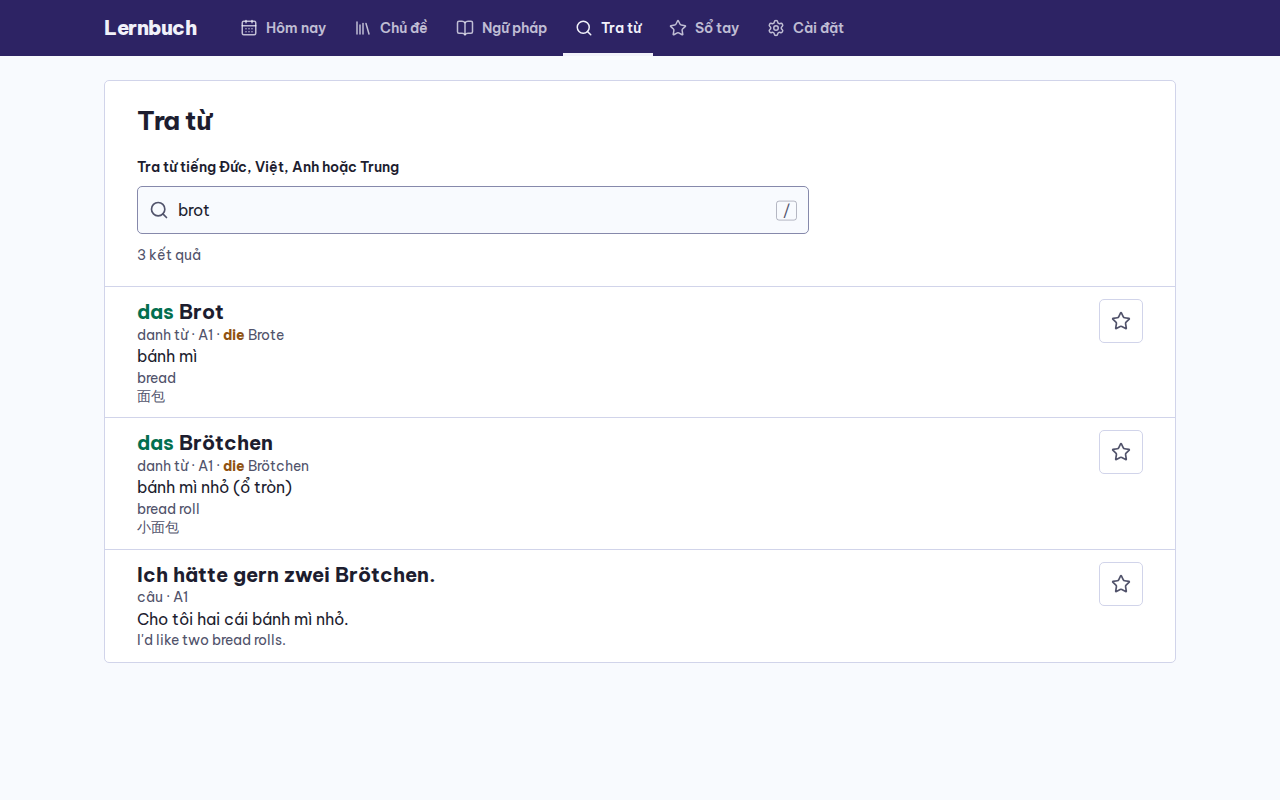 Lernbuch
Hôm nay
Chủ đề
Ngữ pháp
Tra từ
Sổ tay
Cài đặt
Tra từ
Tra từ tiếng Đức, Việt, Anh hoặc Trung
brot /
3 kết quả
das Brot
danh từ · A1 · die Brote
bánh mì
bread
面包
das Brötchen
danh từ · A1 · die Brötchen
bánh mì nhỏ (ổ tròn)
bread roll
小面包
Ich hätte gern zwei Brötchen.
câu · A1
Cho tôi hai cái bánh mì nhỏ.
I'd like two bread rolls.